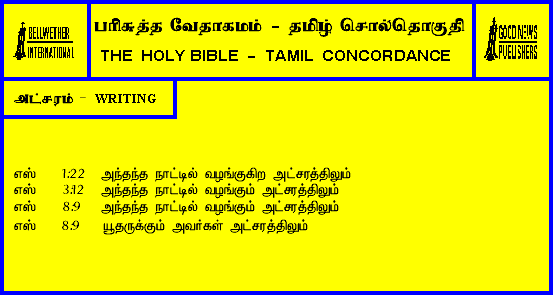 BELLWETHER
INTERNATIONAL
பரிசுத்த வேதாகமம் - தமிழ் சொல்தொகுதி
THE HOLY BIBLE - TAMIL CONCORDANCE
GOOD NEWS
PUBLISHERS
அட்சரம் - WRITING
எஸ் 1:22 அந்தந்த நாட்டில் வழங்குகிற அட்சரத்திலும்
எஸ் 3:12 அந்தந்த நாட்டில் வழங்கும் அட்சரத்திலும்
எஸ் 8:9 அந்தந்த நாட்டில் வழங்கும் அட்சரத்திலும்
எஸ் 8:9 யூதருக்கும் அவர்கள் அட்சரத்திலும்